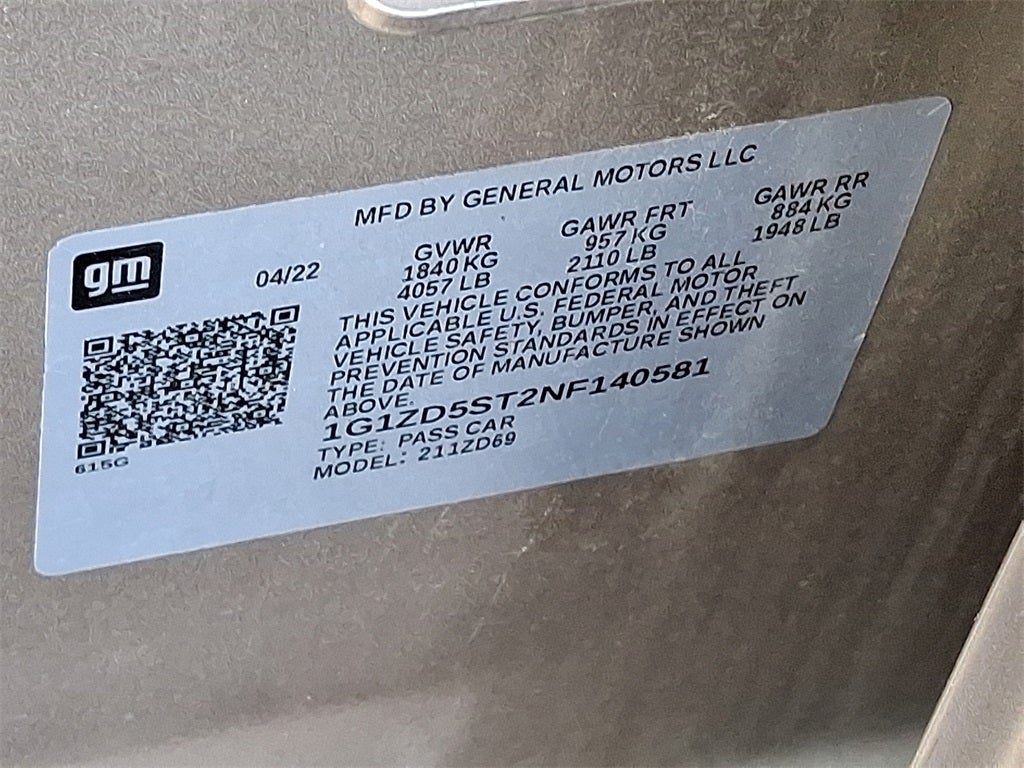 MFD BY GENERAL MOTORS LLC
gm
04/22
GVWR
1840 KG
4057 LB
GAWR FRT
957 KG
2110 LB
GAWR RR
884 KG
1948 LB
THIS VEHICLE CONFORMS TO ALL
APPLICABLE U.S. FEDERAL MOTOR
VEHICLE SAFETY, BUMPER, AND THEFT
PREVENTION STANDARDS IN EFFECT ON
THE DATE OF MANUFACTURE SHOWN
ABOVE.
1G1ZD5ST2NF140581
TYPE: PASS CAR
MODEL: 211ZD69
615G